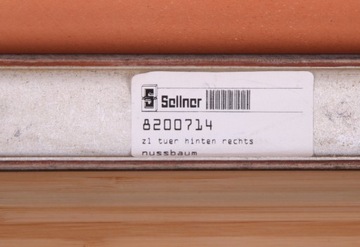 Sellner
8200714
zl tuer hinten rechts
nussbaum